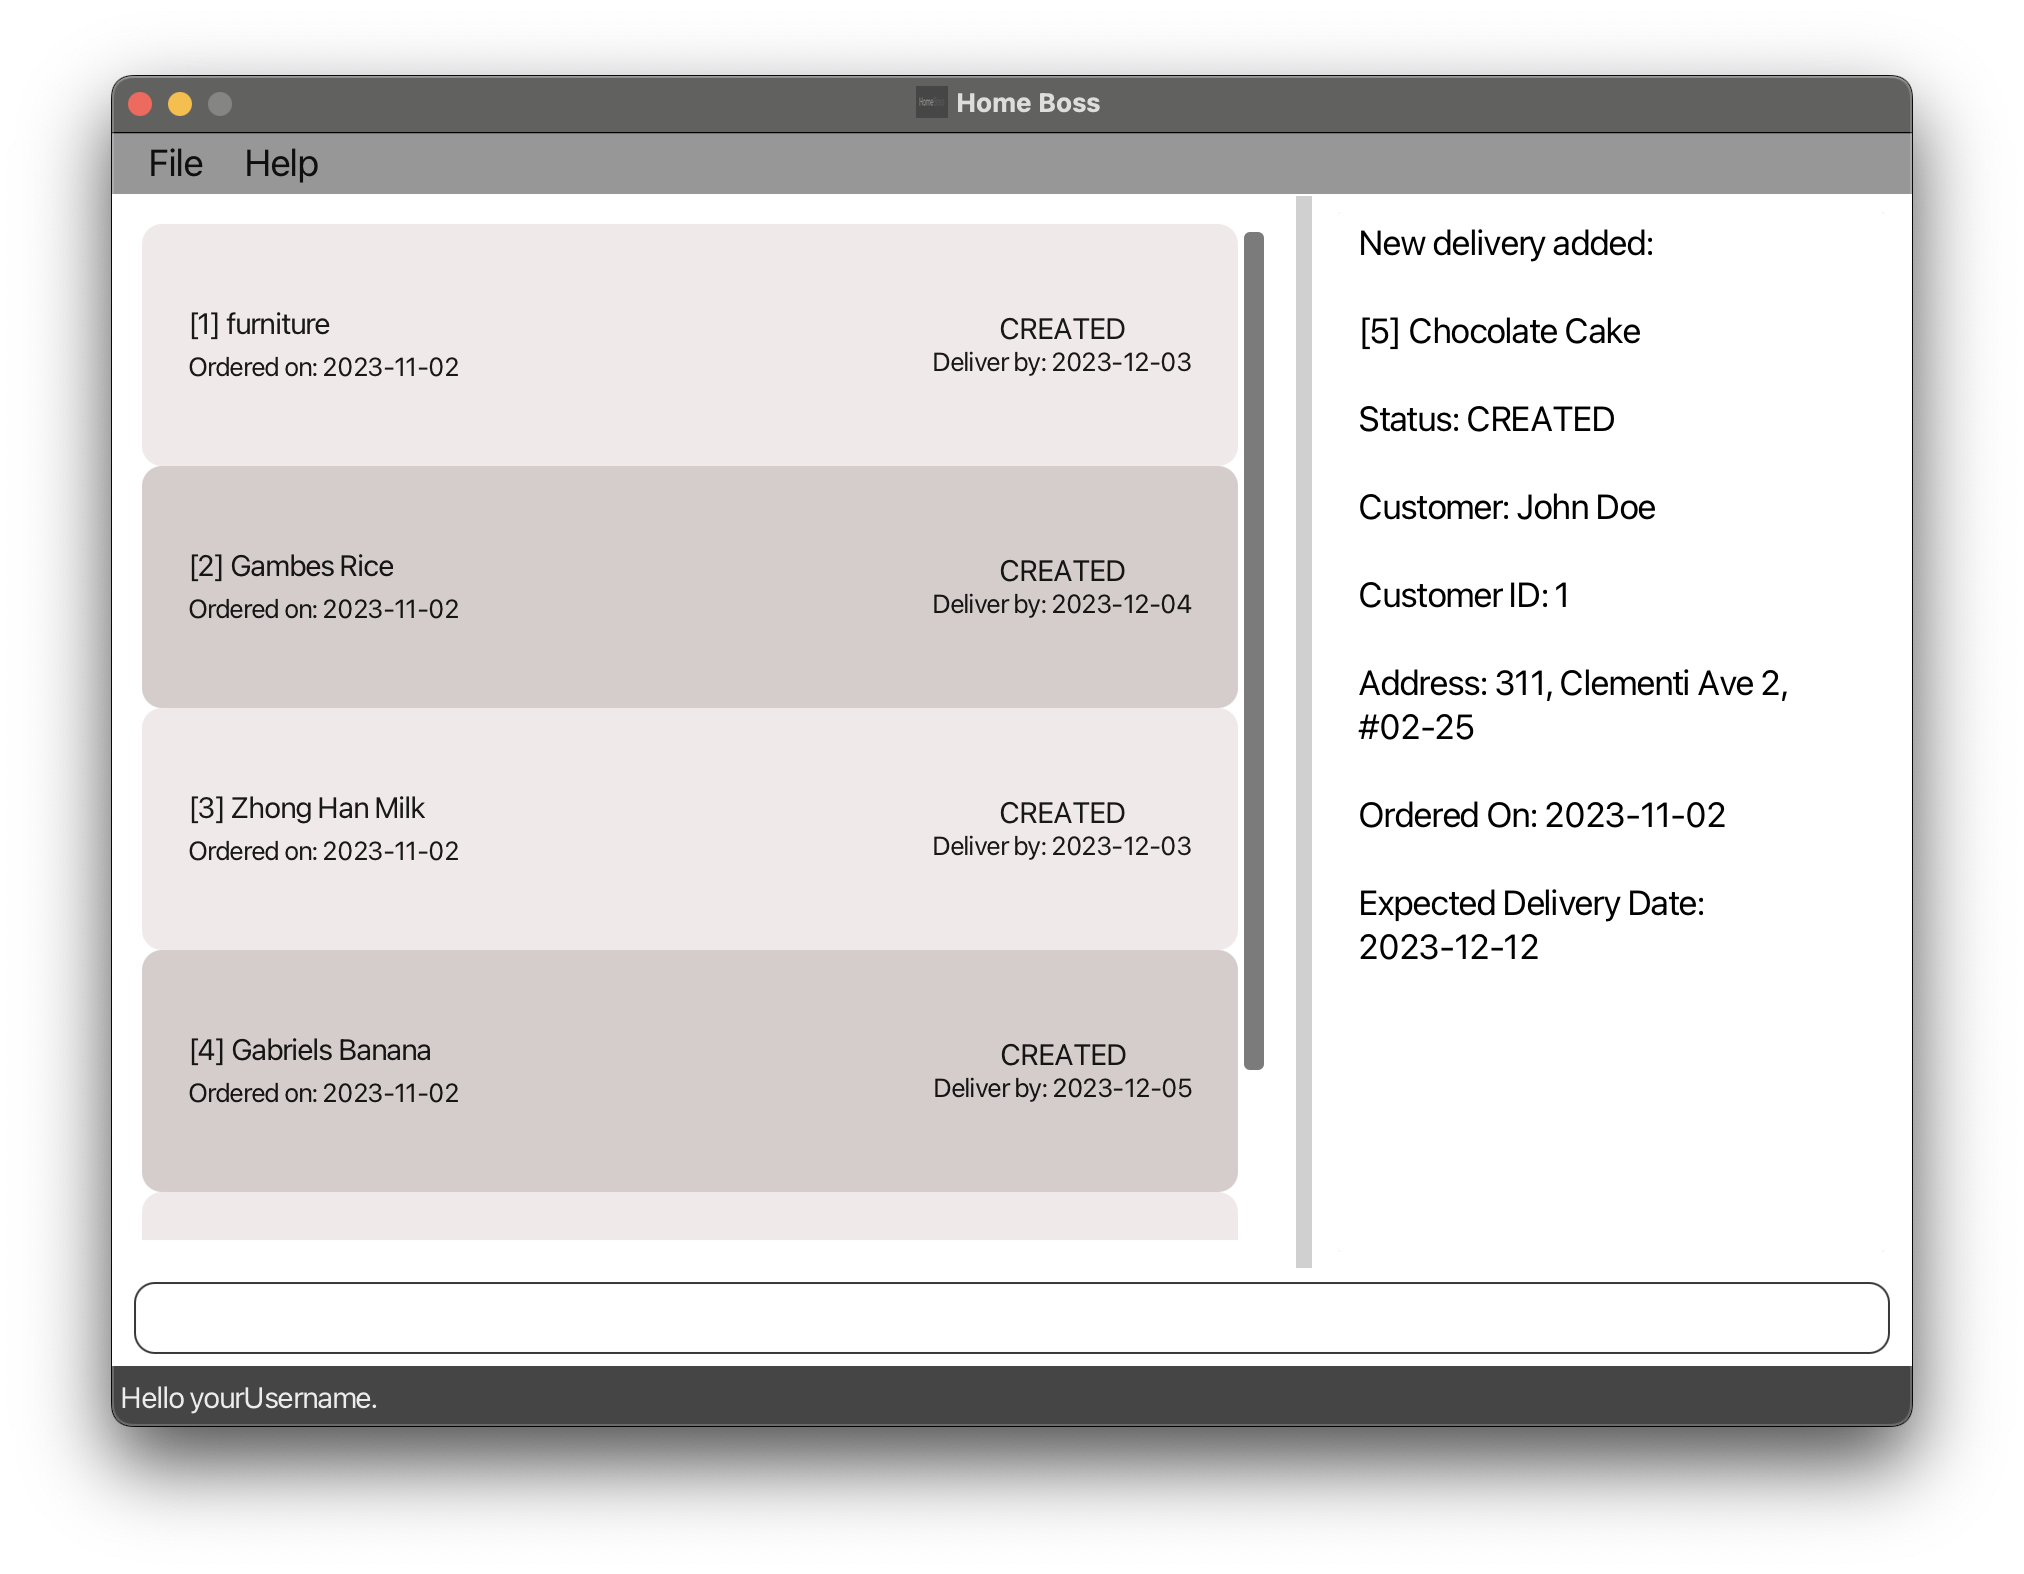 Home Boss
File Help
[1] furniture
Ordered on: 2023-11-02
CREATED
Deliver by: 2023-12-03
[2] Gambes Rice
Ordered on: 2023-11-02
CREATED
Deliver by: 2023-12-04
[3] Zhong Han Milk
Ordered on: 2023-11-02
CREATED
Deliver by: 2023-12-03
[4] Gabriels Banana
Ordered on: 2023-11-02
CREATED
Deliver by: 2023-12-05
New delivery added:
[5] Chocolate Cake
Status: CREATED
Customer: John Doe
Customer ID: 1
Address: 311, Clementi Ave 2,
#02-25
Ordered On: 2023-11-02
Expected Delivery Date:
2023-12-12
Hello yourUsername.